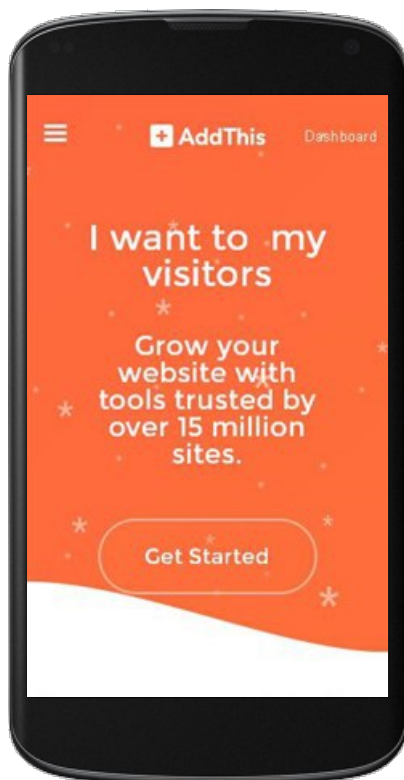 AddThis
Dashboard
I want to my
visitors
Grow your
website with
tools trusted by
over 15 million
sites.
Get Started